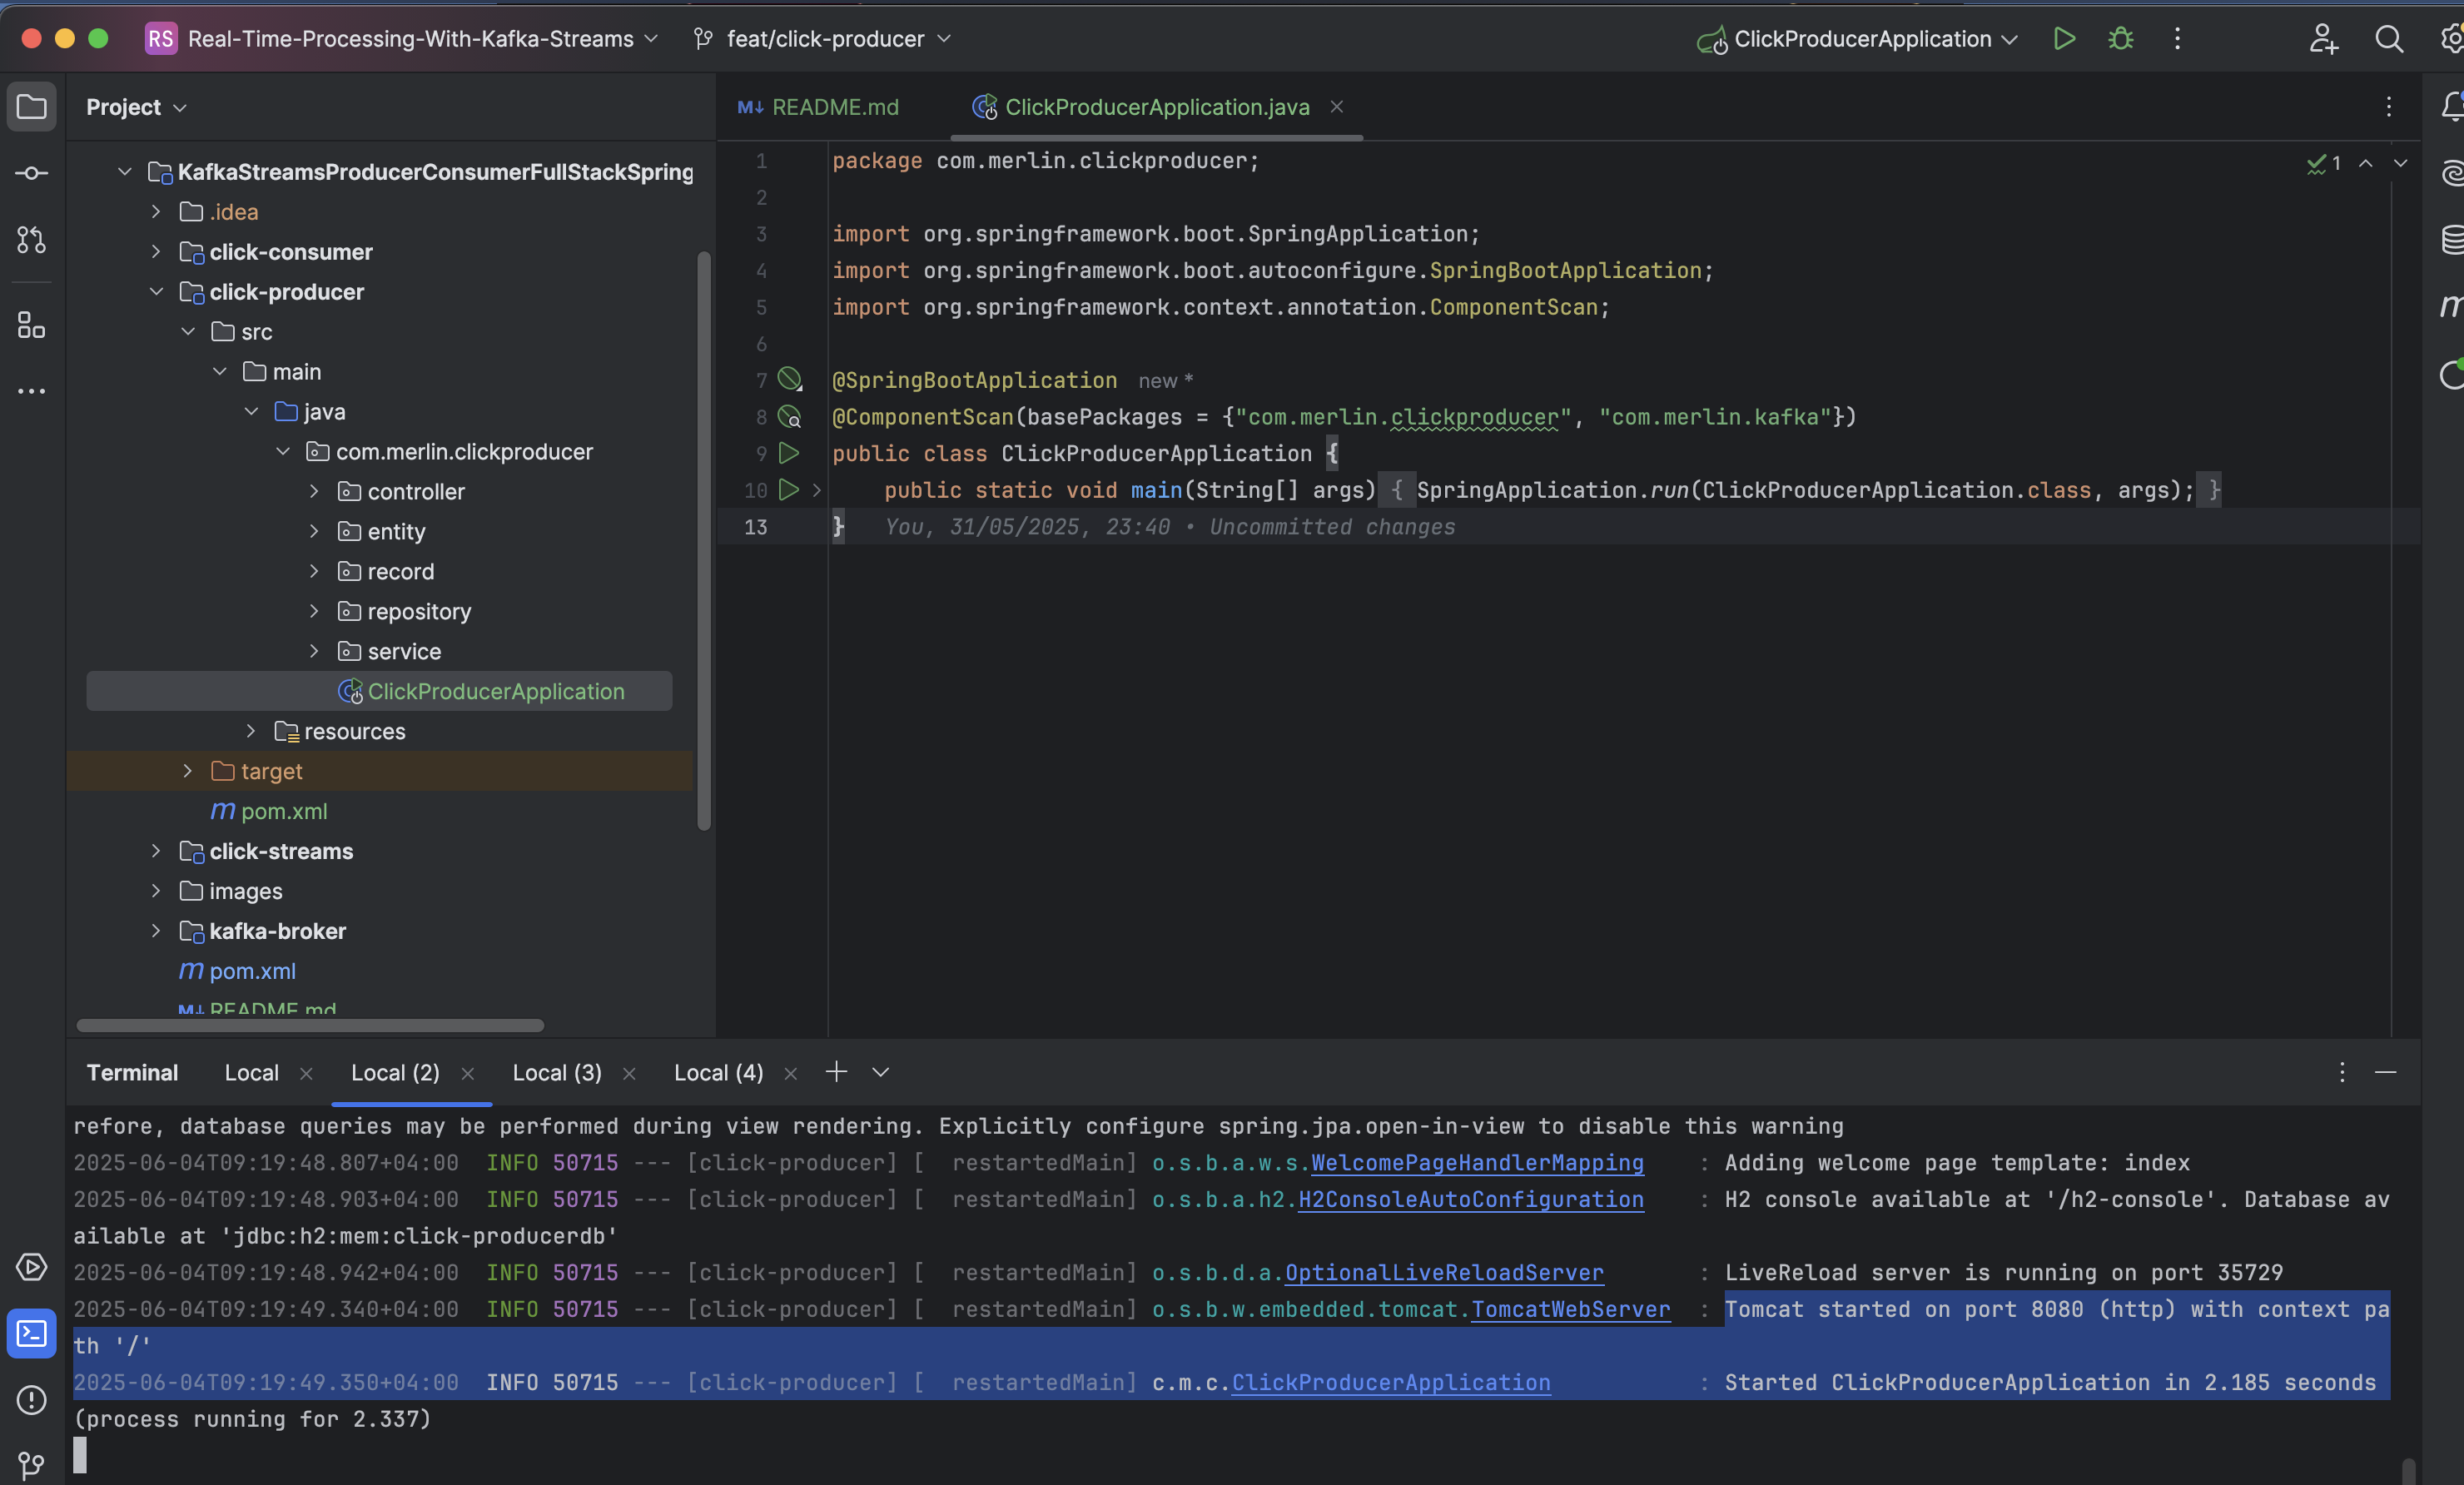 RS Real-Time-Processing-With-Kafka-Streams feat/click-producer ClickProducerApplication
Project
KafkaStreamsProducerConsumerFullStackSpring
.idea
click-consumer
click-producer
src
main
java
com.merlin.clickproducer
controller
entity
record
repository
service
ClickProducerApplication
resources
target
m pom.xml
click-streams
images
kafka-broker
m pom.xml
M↓ README.md
M↓ README.md ClickProducerApplication.java
1 package com.merlin.clickproducer;
2
3 import org.springframework.boot.SpringApplication;
4 import org.springframework.boot.autoconfigure.SpringBootApplication;
5 import org.springframework.context.annotation.ComponentScan;
6
7 @SpringBootApplication new *
8 @ComponentScan(basePackages = {"com.merlin.clickproducer", "com.merlin.kafka"})
9 public class ClickProducerApplication {
10 public static void main(String[] args) { SpringApplication.run(ClickProducerApplication.class, args); }
13 } You, 31/05/2025, 23:40 • Uncommitted changes
1
m
Terminal Local Local (2) Local (3) Local (4)
refore, database queries may be performed during view rendering. Explicitly configure spring.jpa.open-in-view to disable this warning
2025-06-04T09:19:48.807+04:00 INFO 50715 --- [click-producer] [ restartedMain] o.s.b.a.w.s.WelcomePageHandlerMapping : Adding welcome page template: index
2025-06-04T09:19:48.903+04:00 INFO 50715 --- [click-producer] [ restartedMain] o.s.b.a.h2.H2ConsoleAutoConfiguration : H2 console available at '/h2-console'. Database av
ailable at 'jdbc:h2:mem:click-producerdb'
2025-06-04T09:19:48.942+04:00 INFO 50715 --- [click-producer] [ restartedMain] o.s.b.d.a.OptionalLiveReloadServer : LiveReload server is running on port 35729
2025-06-04T09:19:49.340+04:00 INFO 50715 --- [click-producer] [ restartedMain] o.s.b.w.embedded.tomcat.TomcatWebServer : Tomcat started on port 8080 (http) with context pa
th '/'
2025-06-04T09:19:49.350+04:00 INFO 50715 --- [click-producer] [ restartedMain] c.m.c.ClickProducerApplication : Started ClickProducerApplication in 2.185 seconds
(process running for 2.337)